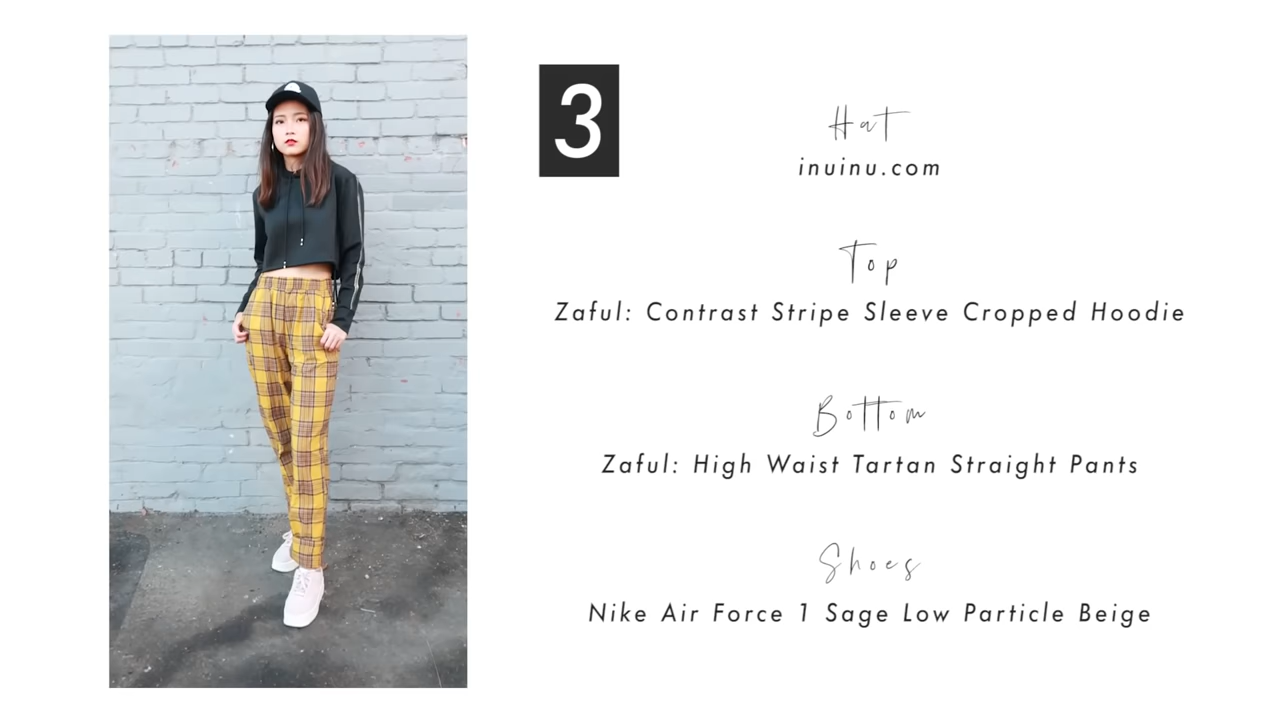 3
Hat
inuinu.com
Top
Zaful: Contrast Stripe Sleeve Cropped Hoodie
Bottom
Zaful: High Waist Tartan Straight Pants
Shoes
Nike Air Force 1 Sage Low Particle Beige